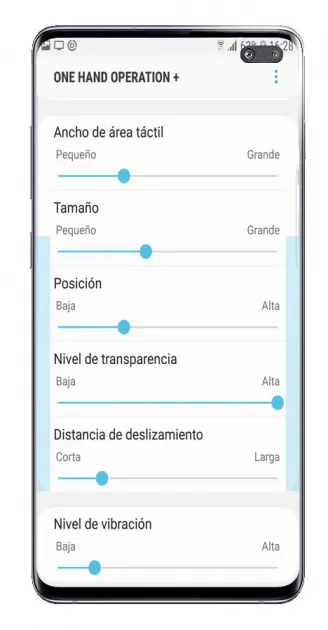 16:28
ONE HAND OPERATION +
Ancho de área táctil
Pequeño Grande
Tamaño
Pequeño Grande
Posición
Baja Alta
Nivel de transparencia
Baja Alta
Distancia de deslizamiento
Corta Larga
Nivel de vibración
Baja Alta